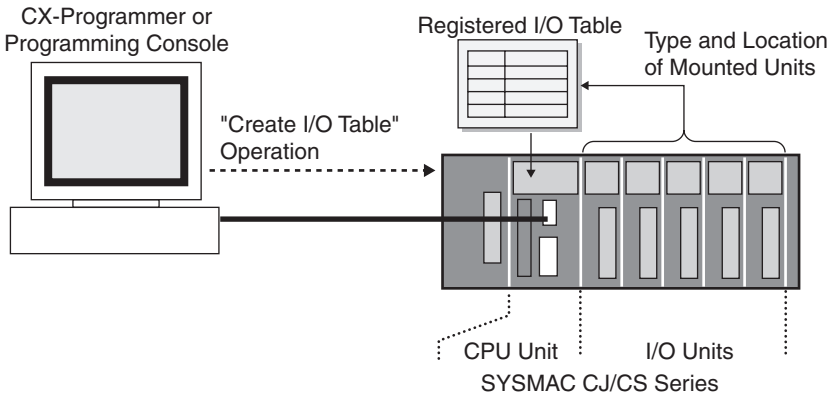 CX-Programmer or
Programming Console
Registered I/O Table
Type and Location
of Mounted Units
"Create I/O Table"
Operation
CPU Unit
I/O Units
SYSMAC CJ/CS Series